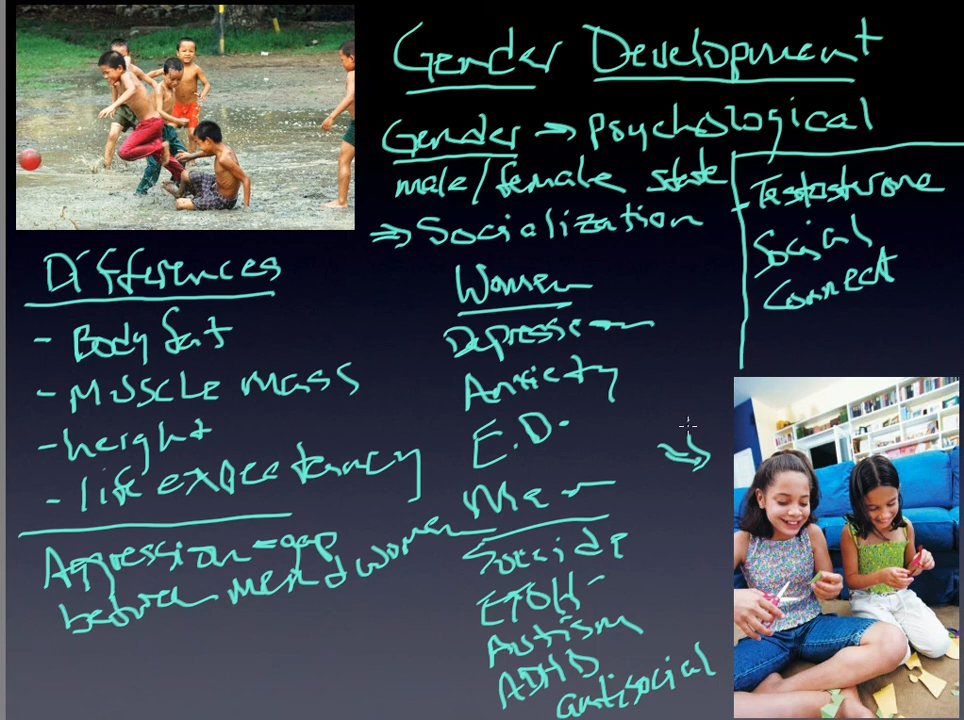 Gender Development
Gender → Psychological
male/female state
⇒ Socialization
- Testosterone
Social
Connect
Differences
- Body fat
- Muscle mass
- height
- life expectancy
Aggression = gap
between men and women
Women
Depression
Anxiety
E.D.
Men
Suicide
ETOH
Autism
ADHD
antisocial